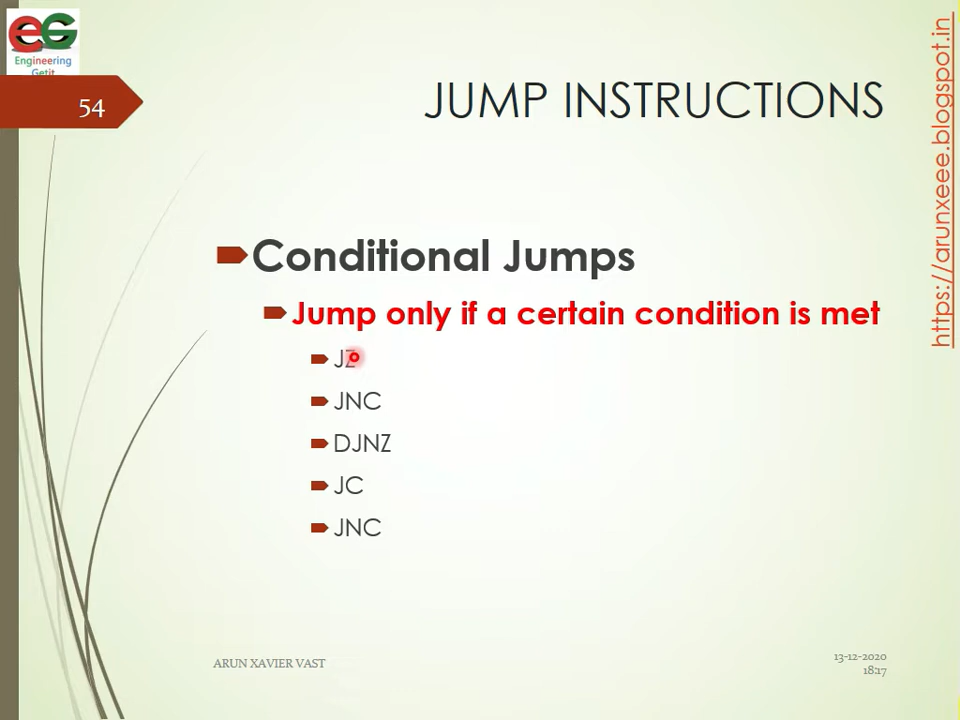 eG
Engineering
Getit
54
JUMP INSTRUCTIONS
https://arunxeee.blogspot.in
Conditional Jumps
Jump only if a certain condition is met
JZ
JNC
DJNZ
JC
JNC
ARUN XAVIER VAST
13-12-2020
18:17